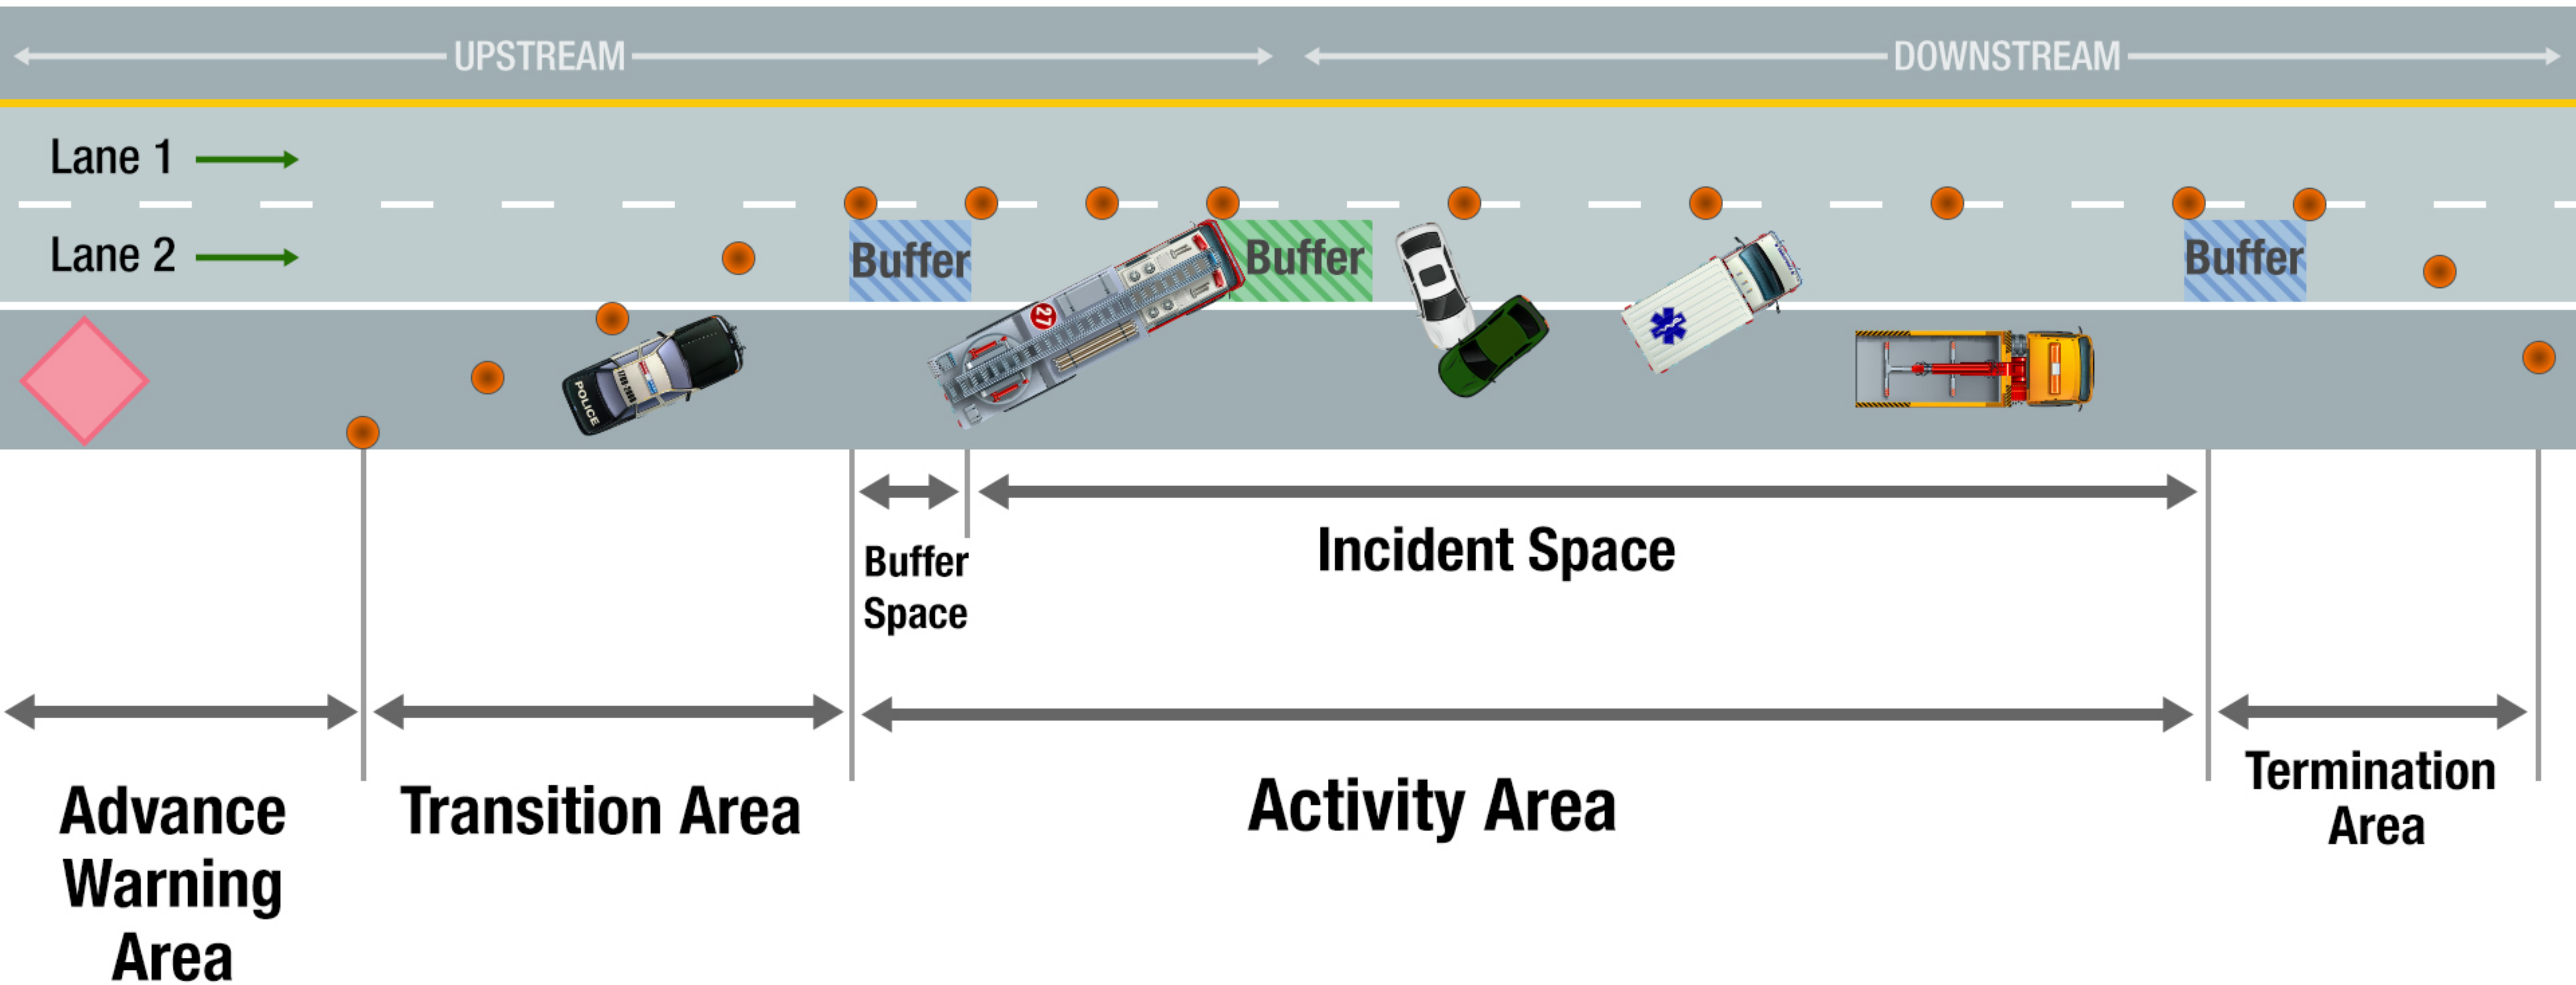 UPSTREAM
DOWNSTREAM
Lane 1
Lane 2
Buffer
Buffer
Buffer
27
POLICE
Buffer
Space
Incident Space
Advance
Warning
Area
Transition Area
Activity Area
Termination
Area